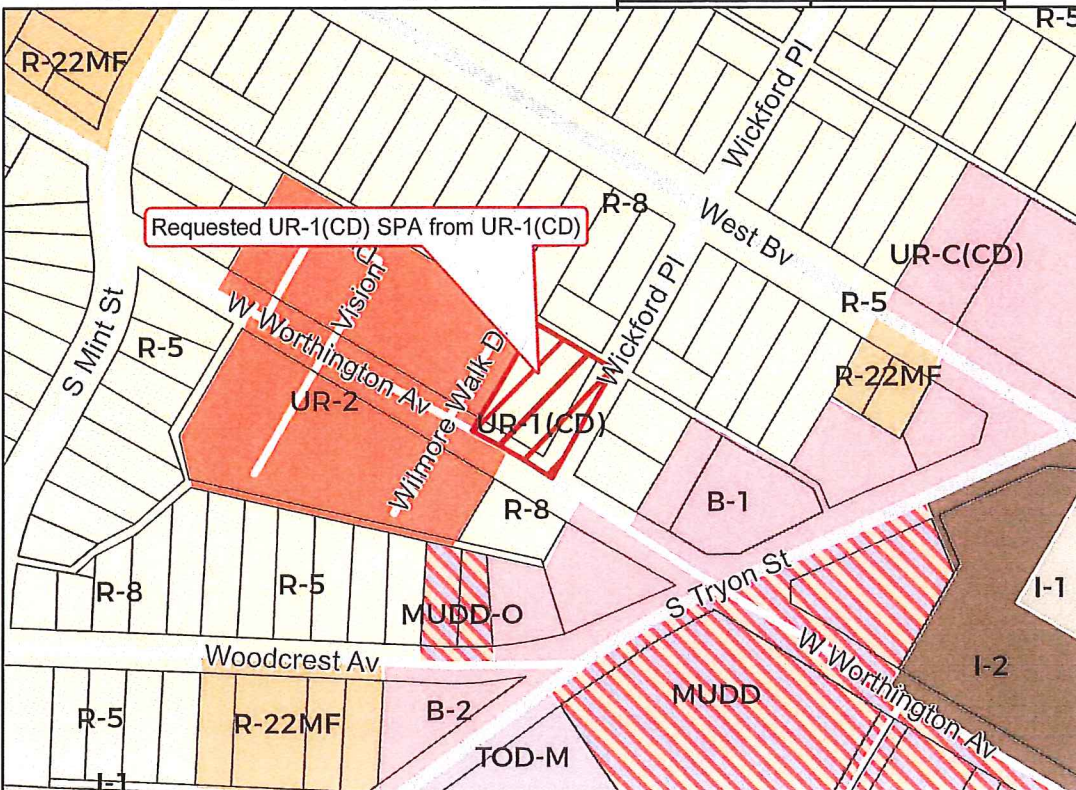 R-5
R-22MF
Wickford Pl
R-8
Requested UR-1(CD) SPA from UR-1(CD)
West Bv
UR-C(CD)
Vision
S Mint St
W Worthington Av
R-5
R-5
Wickford Pl
Wilmore Walk D
R-22MF
UR-2
UR-1(CD)
B-1
R-8
S Tryon St
R-8
R-5
MUDD-O
I-1
Woodcrest Av
W Worthington Av
I-2
MUDD
R-5
R-22MF
B-2
TOD-M
I-1